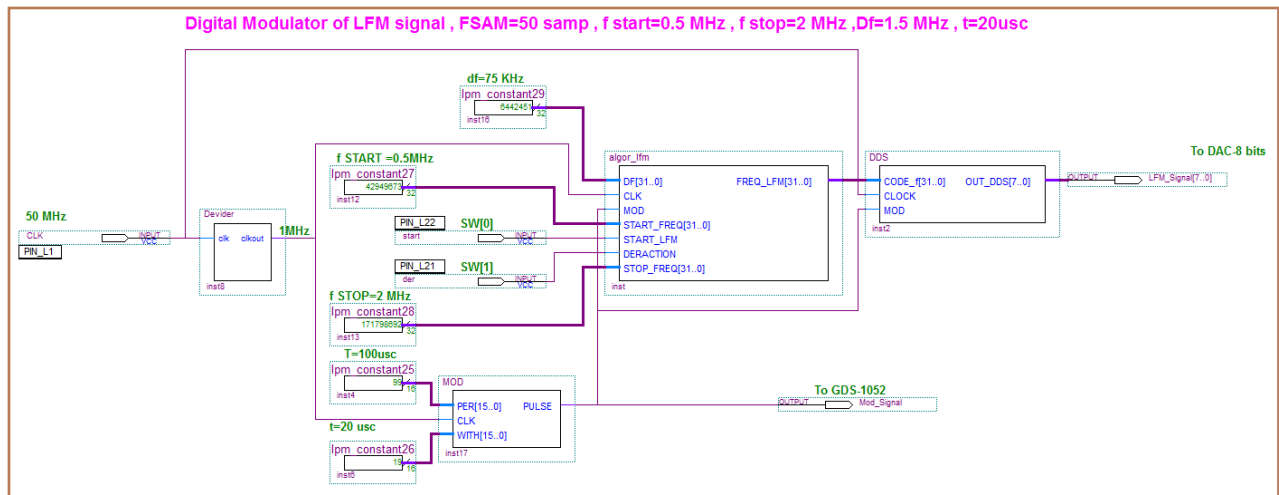 Digital Modulator of LFM signal , FSAM=50 samp , f start=0.5 MHz , f stop=2 MHz ,Df=1.5 MHz , t=20usc
df=75 KHz
lpm_constant29
6442451
32
inst16
f START =0.5MHz
lpm_constant27
42949673
32
inst12
50 MHz
CLK
INPUT
VCC
PIN_L1
Devider
clk
clkout
inst8
1MHz
PIN_L22
SW[0]
start
INPUT
VCC
PIN_L21
SW[1]
der
INPUT
VCC
f STOP=2 MHz
lpm_constant28
171798692
32
inst13
algor_lfm
DF[31..0]
FREQ_LFM[31..0]
CLK
MOD
START_FREQ[31..0]
START_LFM
DERACTION
STOP_FREQ[31..0]
inst
DDS
CODE_f[31..0]
OUT_DDS[7..0]
CLOCK
MOD
inst2
To DAC-8 bits
OUTPUT
LFM_Signal[7..0]
T=100usc
lpm_constant25
99
16
inst4
t=20 usc
lpm_constant26
19
16
inst6
MOD
PER[15..0]
PULSE
CLK
WITH[15..0]
inst17
To GDS-1052
OUTPUT
Mod_Signal